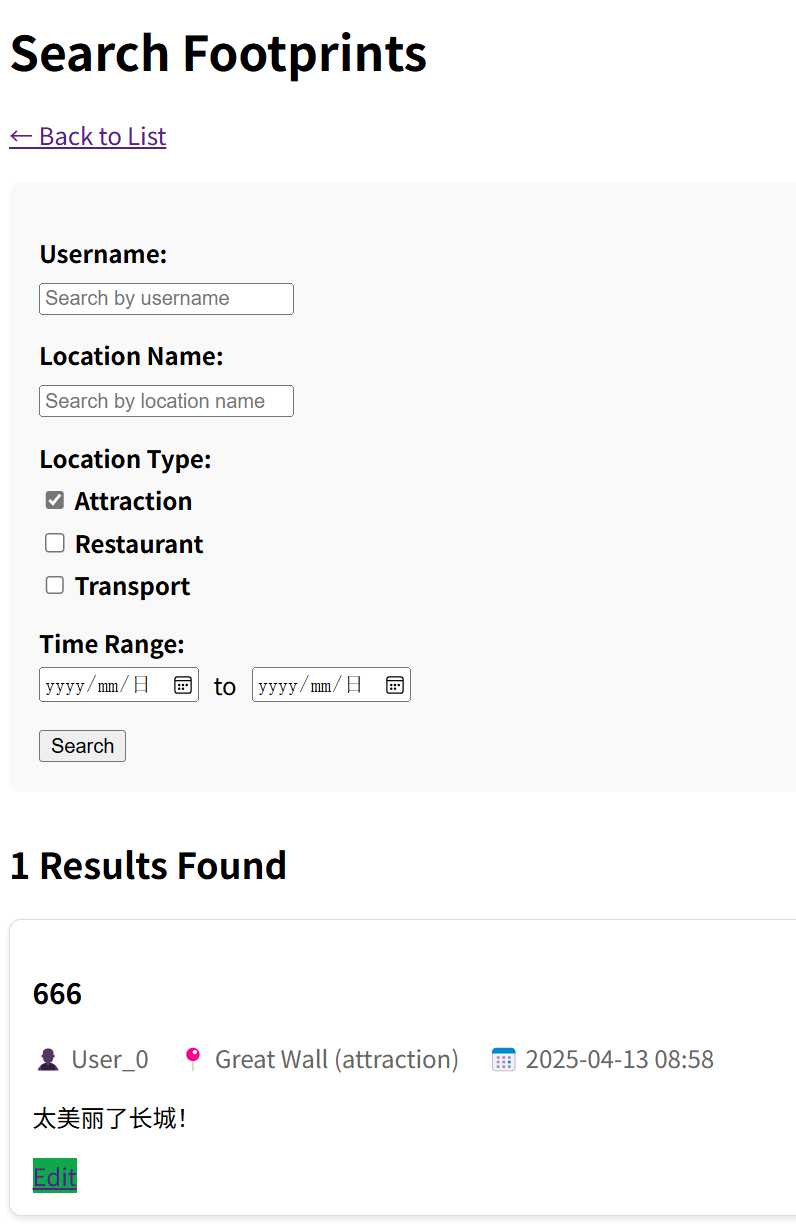 Search Footprints
← Back to List
Username:
Search by username
Location Name:
Search by location name
Location Type:
Attraction
Restaurant
Transport
Time Range:
yyyy/mm/日 to yyyy/mm/日
Search
1 Results Found
666
User_0 Great Wall (attraction) 2025-04-13 08:58
太美丽了长城！
Edit